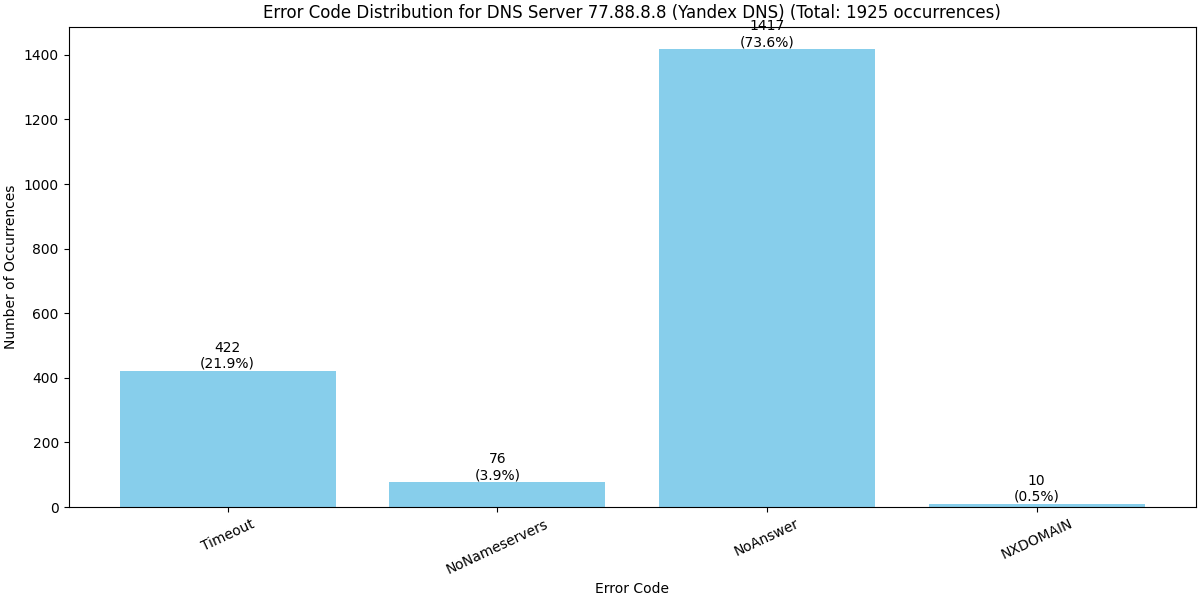 Error Code Distribution for DNS Server 77.88.8.8 (Yandex DNS) (Total: 1925 occurrences)
Number of Occurrences
1400
1200
1000
800
600
400
200
0
422
(21.9%)
76
(3.9%)
1417
(73.6%)
10
(0.5%)
Timeout
NoNameservers
NoAnswer
NXDOMAIN
Error Code